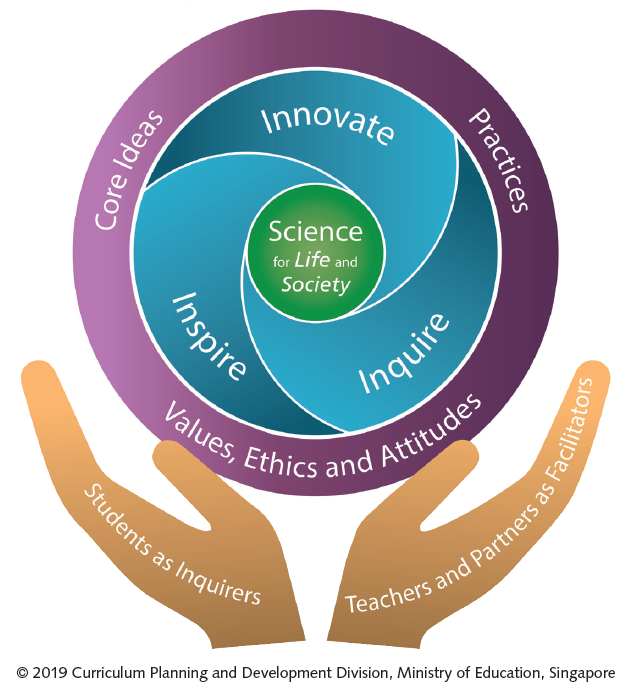 Innovate
Core Ideas
Practices
Science
for Life and
Society
Inspire
Inquire
Values, Ethics and Attitudes
Students as Inquirers
Teachers and Partners as Facilitators
© 2019 Curriculum Planning and Development Division, Ministry of Education, Singapore